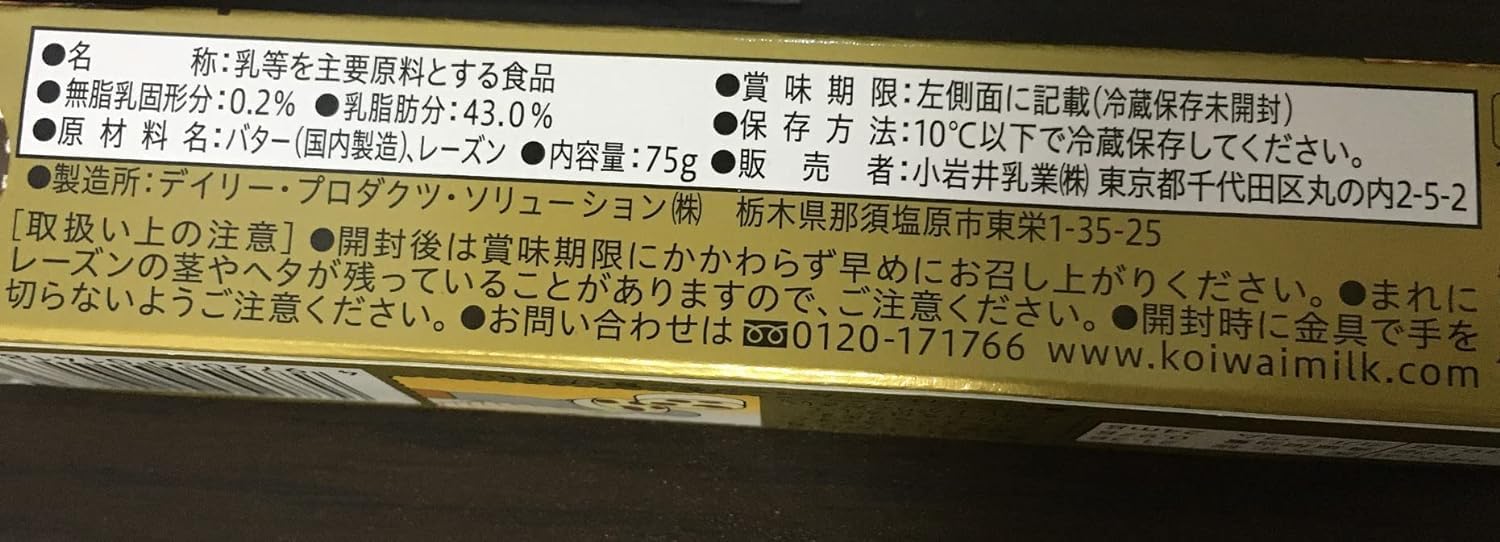 ●名 称:乳等を主要原料とする食品
●無脂乳固形分:0.2% ●乳脂肪分:43.0%
●原材料名:バター(国内製造)、レーズン ●内容量:75g
●賞味期限:左側面に記載(冷蔵保存未開封)
●保存方法:10℃以下で冷蔵保存してください。
●販売者:小岩井乳業㈱ 東京都千代田区丸の内2-5-2
●製造所:デイリー・プロダクツ・ソリューション㈱ 栃木県那須塩原市東栄1-35-25
[取扱い上の注意]●開封後は賞味期限にかかわらず早めにお召し上がりください。●まれに
レーズンの茎やヘタが残っていることがありますので、ご注意ください。●開封時に金具で手を
切らないようご注意ください。●お問い合わせは0120-171766 www.koiwaimilk.com